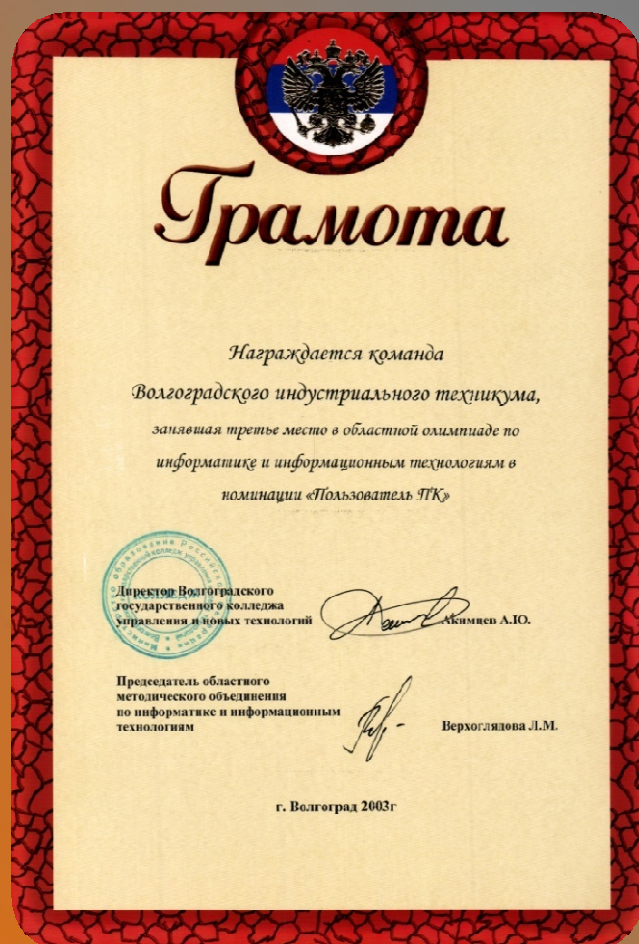 Грамота
Награждается команда
Волгоградского индустриального техникума,
занявшая третье место в областной олимпиаде по
информатике и информационным технологиям в
номинации «Пользователь ПК»
Директор Волгоградского
государственного колледжа
управления и новых технологий
Акимцев А.Ю.
Председатель областного
методического объединения
по информатике и информационным
технологиям
Верхоглядова Л.М.
г. Волгоград 2003г